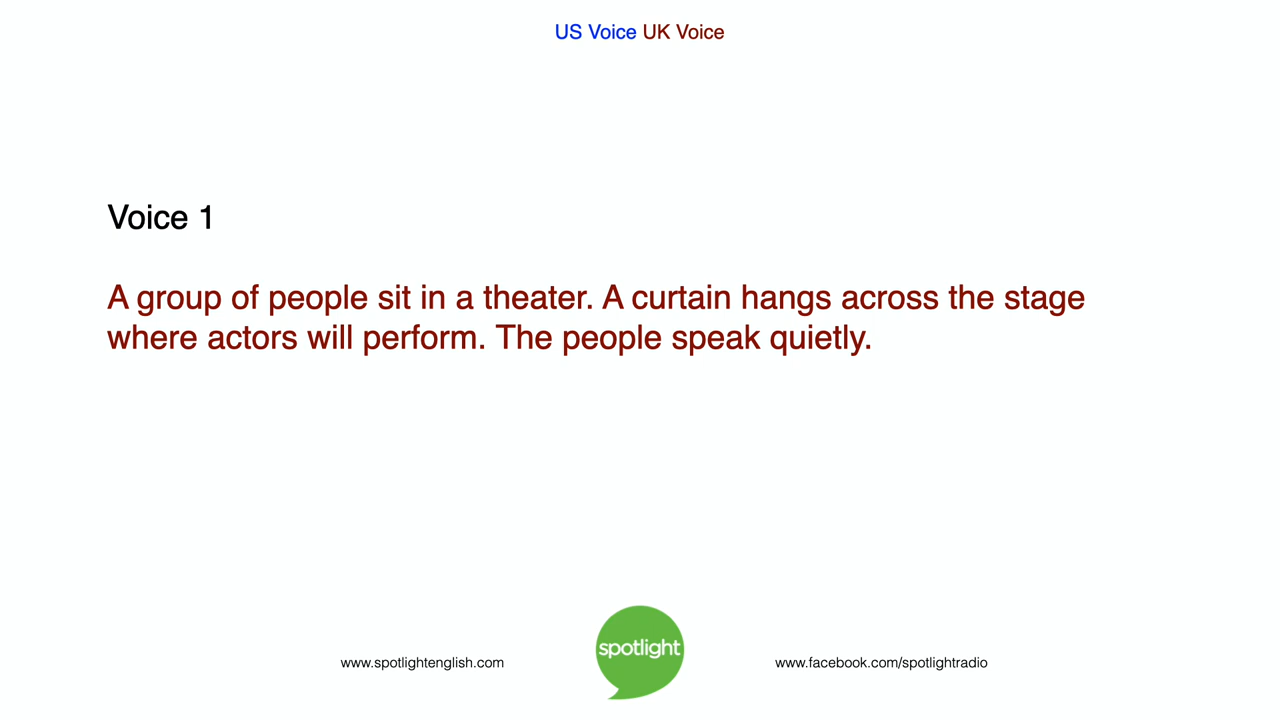 US Voice UK Voice
Voice 1
A group of people sit in a theater. A curtain hangs across the stage
where actors will perform. The people speak quietly.
www.spotlightenglish.com
spotlight
www.facebook.com/spotlightradio